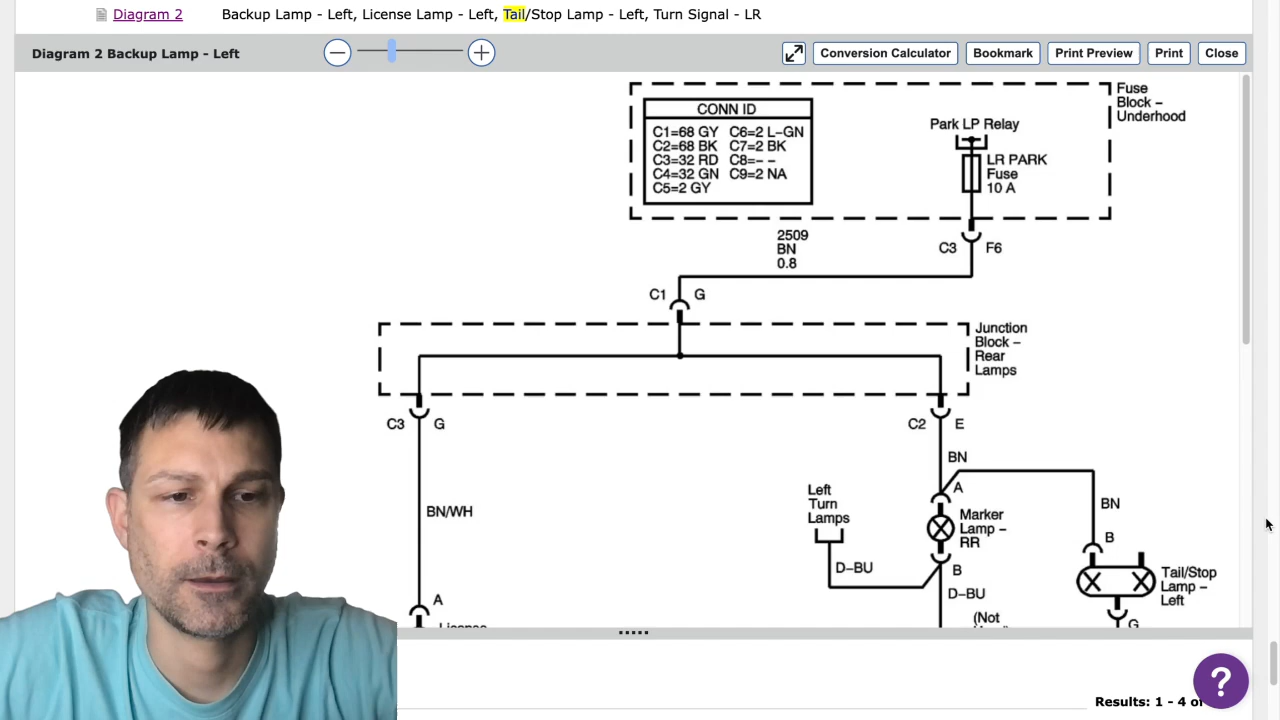 Diagram 2 Backup Lamp - Left, License Lamp - Left, Tail/Stop Lamp - Left, Turn Signal - LR
Diagram 2 Backup Lamp - Left
Conversion Calculator
Bookmark
Print Preview
Print
Close
Fuse
Block –
Underhood
CONN ID
C1=68 GY C6=2 L-GN
C2=68 BK C7=2 BK
C3=32 RD C8=- -
C4=32 GN C9=2 NA
C5=2 GY
Park LP Relay
LR PARK
Fuse
10 A
2509
BN
0.8
C3 F6
C1 G
Junction
Block –
Rear
Lamps
C3 G
C2 E
BN
A
BN
Left
Turn
Lamps
Marker
Lamp –
RR
BN/WH
B
D-BU
B
D-BU
Tail/Stop
Lamp –
Left
A
(Not
G
License
?
Results: 1 - 4 of